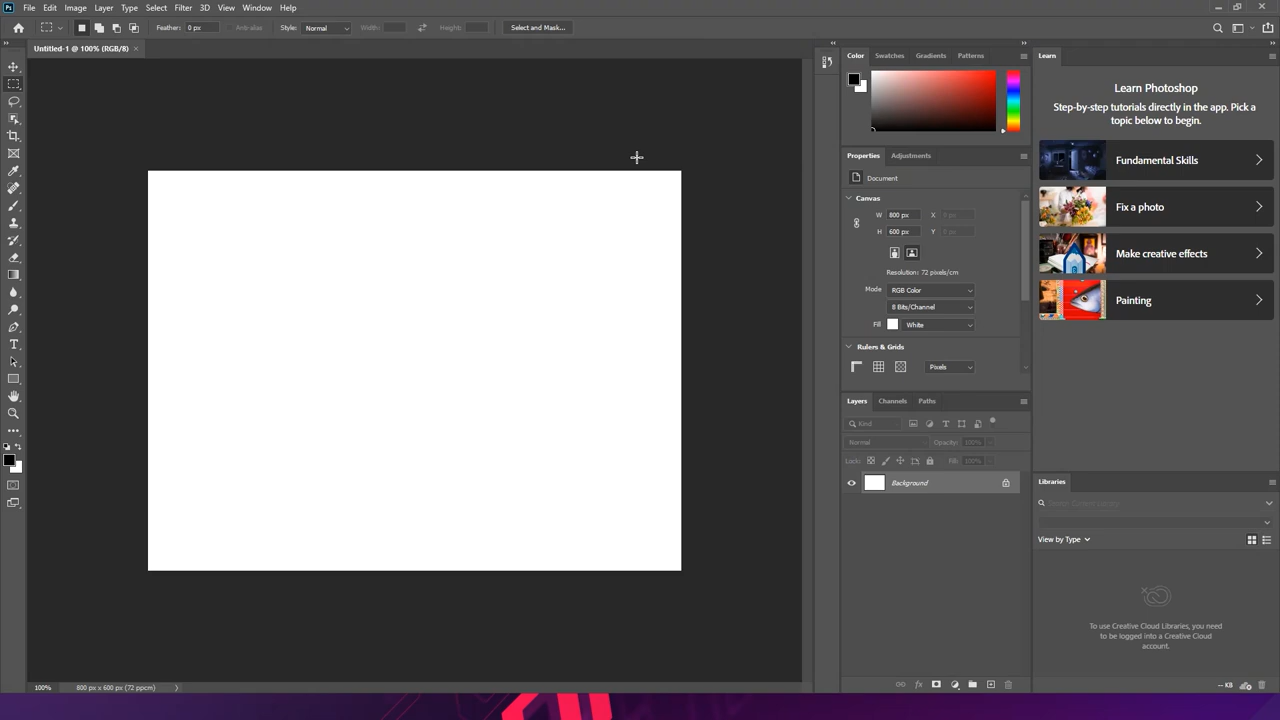 Ps File Edit Image Layer Type Select Filter 3D View Window Help
Feather: 0 px Anti-alias Style: Normal Width: Height: Select and Mask...
Untitled-1 @ 100% (RGB/8) ×
Color Swatches Gradients Patterns
Learn
Learn Photoshop
Step-by-step tutorials directly in the app. Pick a
topic below to begin.
Fundamental Skills
Fix a photo
Make creative effects
Painting
Properties Adjustments
Document
Canvas
W 800 px X 0 px
H 600 px Y 0 px
Resolution: 72 pixels/cm
Mode RGB Color
8 Bits/Channel
Fill White
Rulers & Grids
Pixels
Layers Channels Paths
Kind
Normal Opacity: 100%
Lock: Fill: 100%
Background
Libraries
Search Current Library
View by Type
To use Creative Cloud Libraries, you need
to be logged into a Creative Cloud
account.
-- KB
100% 800 px x 600 px (72 ppcm)